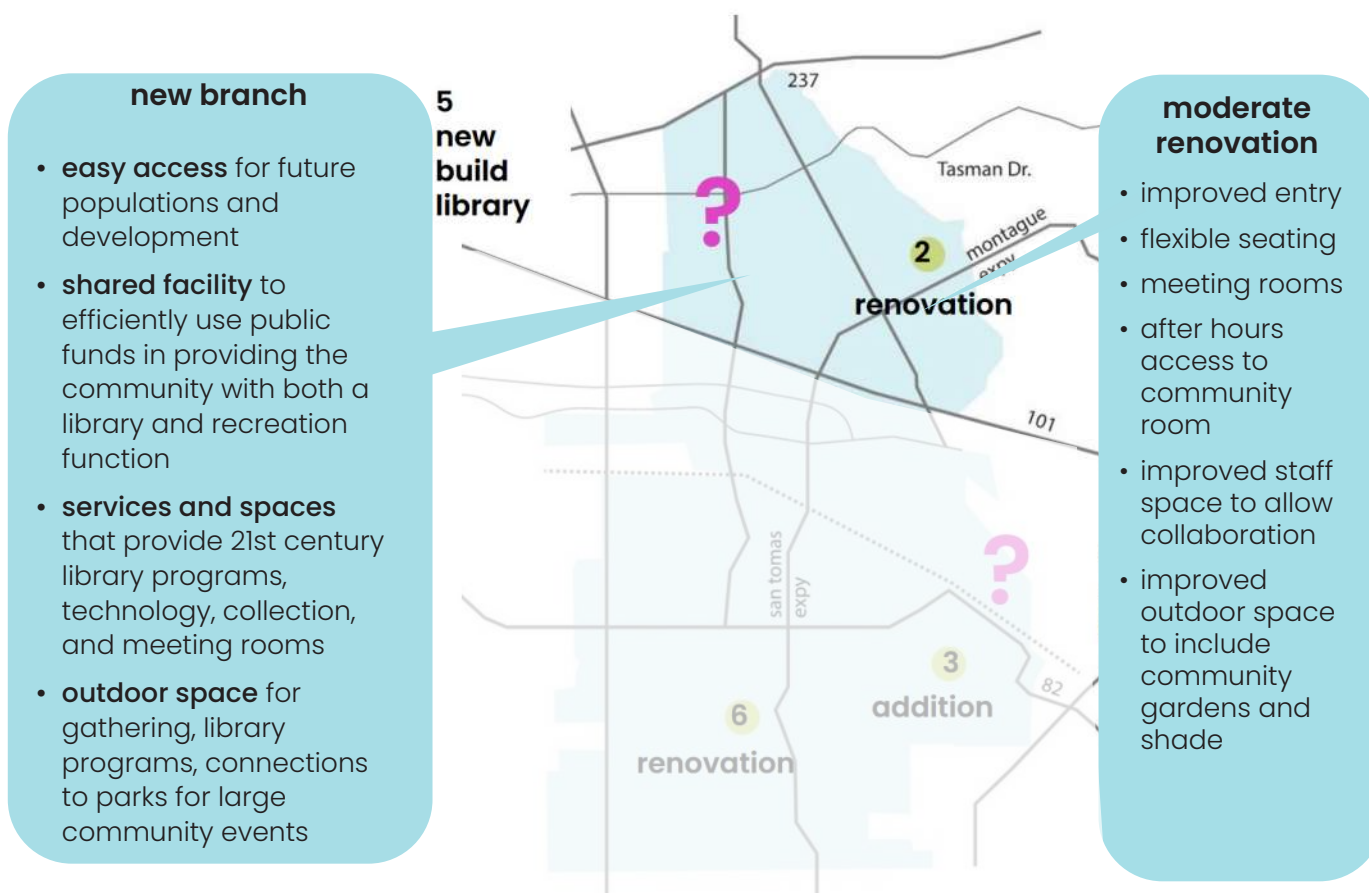 new branch
• easy access for future
populations and
development
• shared facility to
efficiently use public
funds in providing the
community with both a
library and recreation
function
• services and spaces
that provide 21st century
library programs,
technology, collection,
and meeting rooms
• outdoor space for
gathering, library
programs, connections
to parks for large
community events
5
new
build
library
237
Tasman Dr.
?
2
montague
expy
renovation
101
san tomas
expy
?
3
addition
82
6
renovation
moderate
renovation
• improved entry
• flexible seating
• meeting rooms
• after hours
access to
community
room
• improved staff
space to allow
collaboration
• improved
outdoor space
to include
community
gardens and
shade